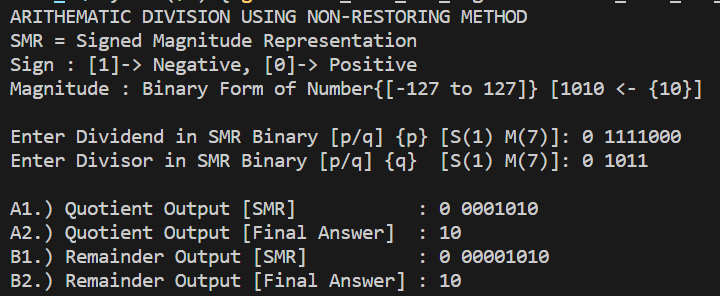 ARITHEMATIC DIVISION USING NON-RESTORING METHOD
SMR = Signed Magnitude Representation
Sign : [1]-> Negative, [0]-> Positive
Magnitude : Binary Form of Number{[-127 to 127]} [1010 <- {10}]

Enter Dividend in SMR Binary [p/q] {p} [S(1) M(7)]: 0 1111000
Enter Divisor in SMR Binary [p/q] {q}  [S(1) M(7)]: 0 1011

A1.) Quotient Output [SMR]            : 0 0001010
A2.) Quotient Output [Final Answer]   : 10
B1.) Remainder Output [SMR]           : 0 00001010
B2.) Remainder Output [Final Answer] : 10